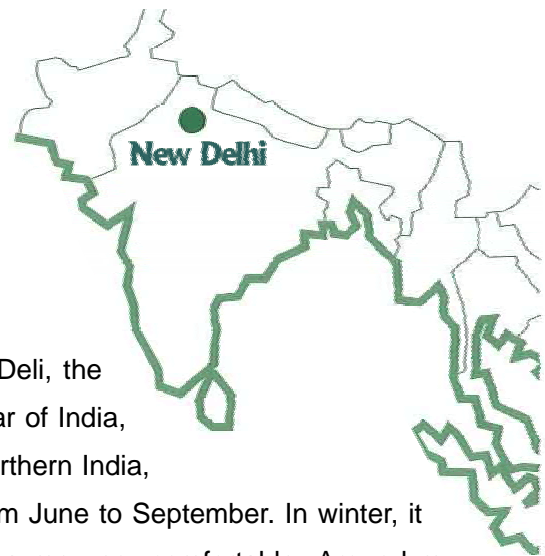 New Delhi
Deli, the
ar of India,
rthern India,
m June to September. In winter, it